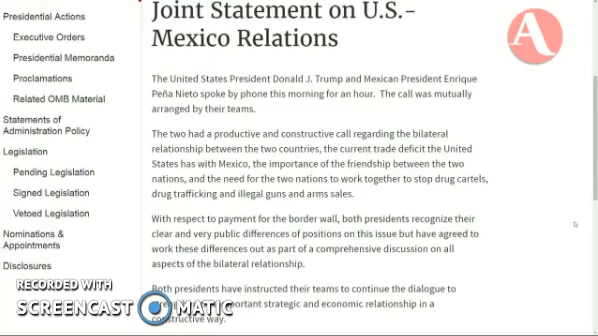 Presidential Actions
Executive Orders
Presidential Memoranda
Proclamations
Related OMB Material
Statements of
Administration Policy
Legislation
Pending Legislation
Signed Legislation
Vetoed Legislation
Nominations &
Appointments
Disclosures
Joint Statement on U.S.-
Mexico Relations
The United States President Donald J. Trump and Mexican President Enrique
Peña Nieto spoke by phone this morning for an hour. The call was mutually
arranged by their teams.
The two had a productive and constructive call regarding the bilateral
relationship between the two countries, the current trade deficit the United
States has with Mexico, the importance of the friendship between the two
nations, and the need for the two nations to work together to stop drug cartels,
drug trafficking and illegal guns and arms sales.
With respect to payment for the border wall, both presidents recognize their
clear and very public differences of positions on this issue but have agreed to
work these differences out as part of a comprehensive discussion on all
aspects of the bilateral relationship.
Both presidents have instructed their teams to continue the dialogue to
important strategic and economic relationship in a
constructive way.
A
RECORDED WITH
SCREENCAST MATIC